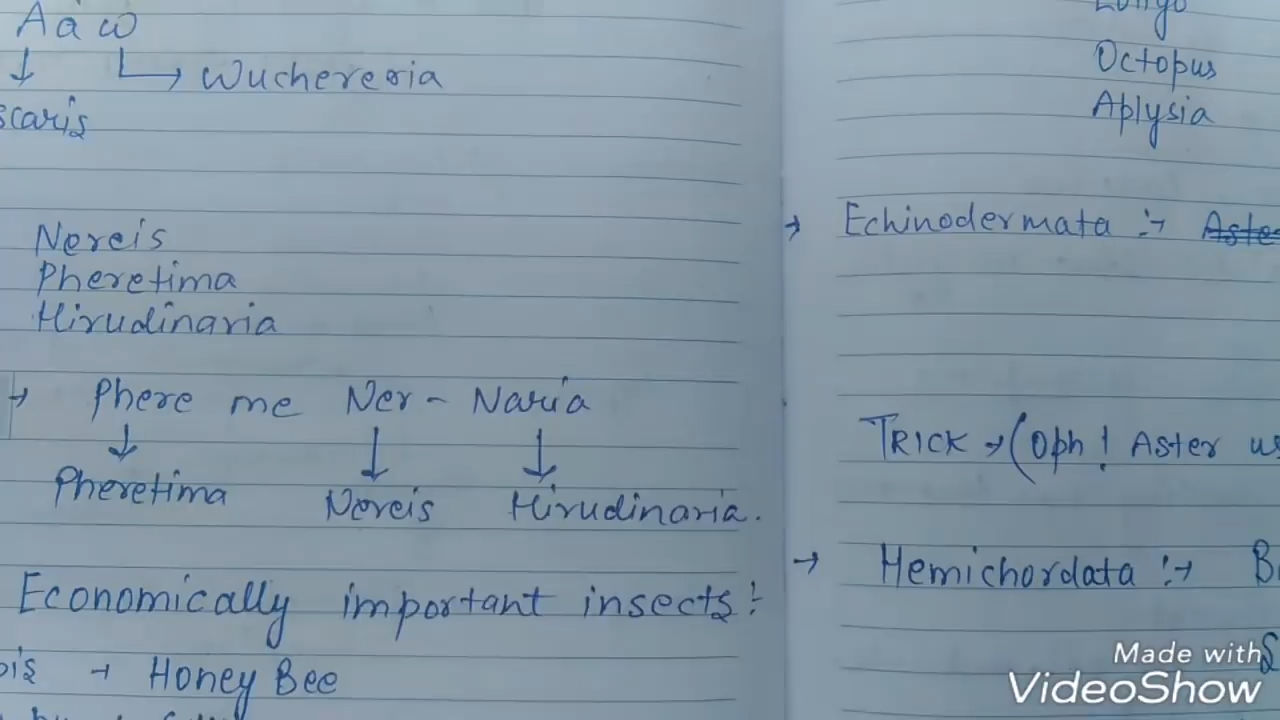 A a w
Wuchereria
scaris
Nereis
Pheretima
Hirudinaria
Phere me Ner - Naria
Pheretima Nereis Hirudinaria.
Economically important insects :-
→ Honey Bee
Octopus
Aplysia
→ Echinodermata :→
TRICK → (Oph ! Aster us
→ Hemichordata :→ B
Made with
VideoShow